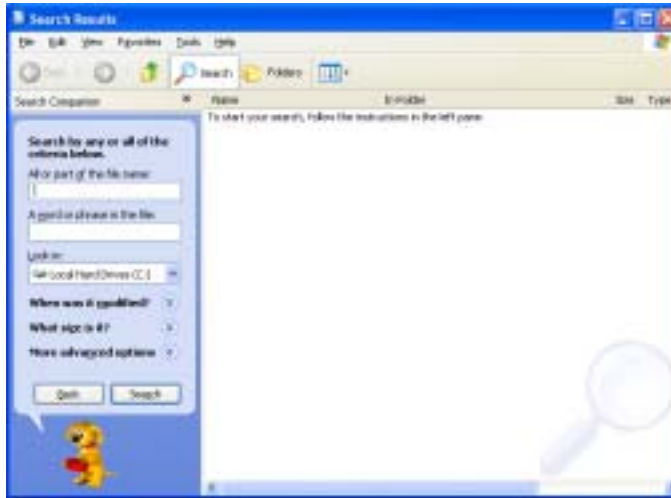 Search Results
File Edit View Favorites Tools Help
Back Search Folders
Search Companion
Name In Folder Size Type
To start your search, follow the instructions in the left pane.
Search by any or all of the
criteria below.
All or part of the file name:
A word or phrase in the file:
Look in:
Local Hard Drives (C:)
When was it modified?
What size is it?
More advanced options
Back Search